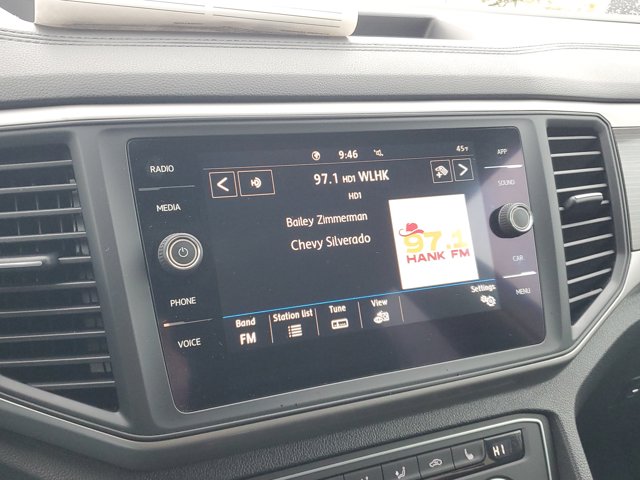 9:46
45°F
RADIO
MEDIA
PHONE
VOICE
APP
SOUND
CAR
MENU
97.1 HD1 WLHK
HD1
Bailey Zimmerman
Chevy Silverado
97.1
HANK FM
Band
FM
Station list
Tune
View
Settings
HI